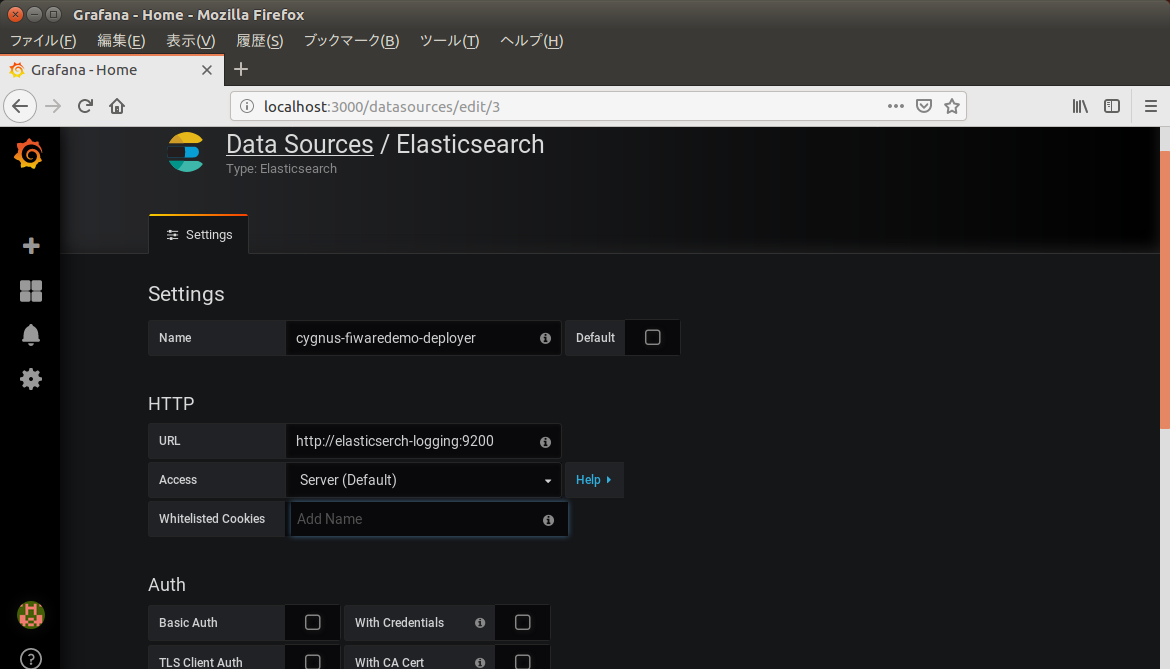 Grafana - Home - Mozilla Firefox
ファイル(F) 編集(E) 表示(V) 履歴(S) ブックマーク(B) ツール(T) ヘルプ(H)
Grafana - Home
localhost:3000/datasources/edit/3
Data Sources / Elasticsearch
Type: Elasticsearch
Settings
Settings
Name cygnus-fiwaredemo-deployer Default
HTTP
URL http://elasticserch-logging:9200
Access Server (Default) Help
Whitelisted Cookies Add Name
Auth
Basic Auth With Credentials
TLS Client Auth With CA Cert